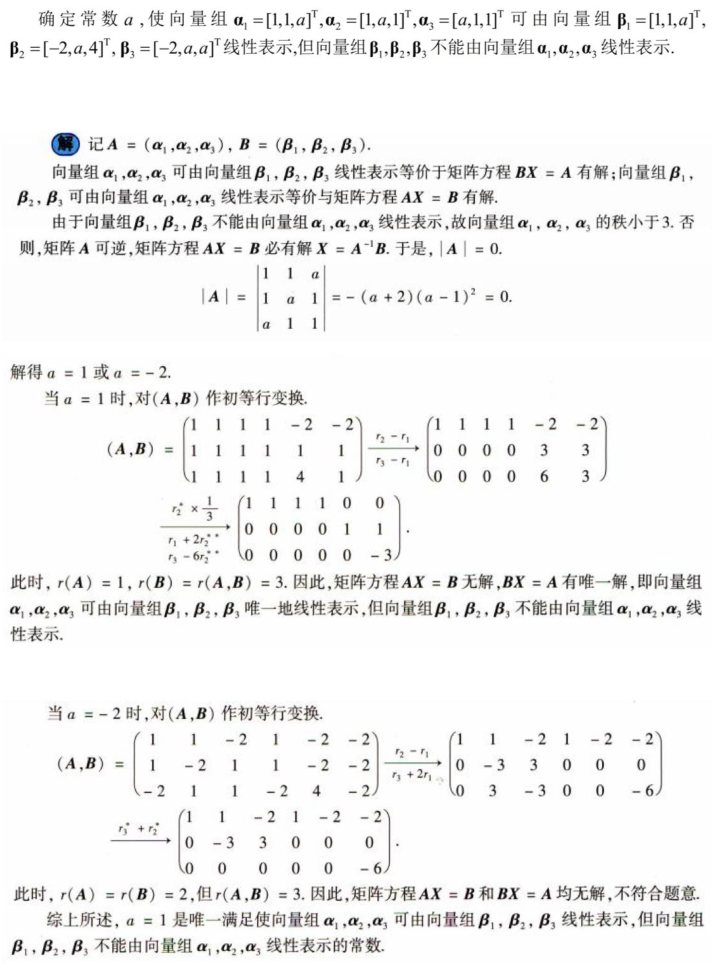 确定常数 a ,使向量组 α₁ =[1,1,a]ᵀ,α₂ =[1,a,1]ᵀ,α₃ =[a,1,1]ᵀ 可由向量组 β₁ =[1,1,a]ᵀ,
β₂ =[−2,a,4]ᵀ, β₃ =[−2,a,a]ᵀ线性表示,但向量组β₁,β₂,β₃ 不能由向量组α₁,α₂,α₃ 线性表示.
解 记 A = (α₁,α₂,α₃) , B = (β₁, β₂, β₃).
向量组 α₁,α₂,α₃ 可由向量组 β₁, β₂, β₃ 线性表示等价于矩阵方程 BX = A 有解;向量组 β₁,
β₂, β₃ 可由向量组 α₁,α₂,α₃ 线性表示等价与矩阵方程 AX = B 有解.
由于向量组β₁, β₂, β₃ 不能由向量组 α₁,α₂,α₃ 线性表示,故向量组 α₁, α₂, α₃ 的秩小于3. 否
则,矩阵 A 可逆,矩阵方程 AX = B 必有解 X = A⁻¹B. 于是, | A | = 0.
1 1 a
| A | = 1 a 1 = − (a + 2) (a − 1)² = 0.
a 1 1
解得 a = 1 或 a = − 2.
当 a = 1 时,对(A,B) 作初等行变换.
1 1 1 1 − 2 − 2 1 1 1 1 − 2 − 2
(A,B) = 1 1 1 1 1 1 r₂ − r₁ r₃ − r₁ 0 0 0 0 3 3
1 1 1 1 4 1 0 0 0 0 6 3
r₂* × 1/3 1 1 1 1 0 0
r₁ + 2r₂** 0 0 0 0 1 1 .
r₃ − 6r₂** 0 0 0 0 0 − 3
此时, r(A) = 1, r(B) = r(A,B) = 3. 因此,矩阵方程 AX = B 无解,BX = A 有唯一解,即向量组
α₁,α₂,α₃ 可由向量组β₁, β₂, β₃ 唯一地线性表示,但向量组β₁, β₂, β₃ 不能由向量组 α₁,α₂,α₃ 线
性表示.
当 a = − 2 时,对(A,B) 作初等行变换.
1 1 − 2 1 − 2 − 2 1 1 − 2 1 − 2 − 2
(A,B) = 1 − 2 1 1 − 2 − 2 r₂ − r₁ r₃ + 2r₁ 0 − 3 3 0 0 0
− 2 1 1 − 2 4 − 2 0 3 − 3 0 0 − 6
1 1 − 2 1 − 2 − 2
r₃* + r₂* 0 − 3 3 0 0 0 .
0 0 0 0 0 − 6
此时, r(A) = r(B) = 2,但 r(A,B) = 3. 因此,矩阵方程 AX = B 和 BX = A 均无解,不符合题意.
综上所述, a = 1 是唯一满足使向量组 α₁,α₂,α₃ 可由向量组 β₁, β₂, β₃ 线性表示,但向量组
β₁, β₂, β₃ 不能由向量组 α₁,α₂,α₃ 线性表示的常数.